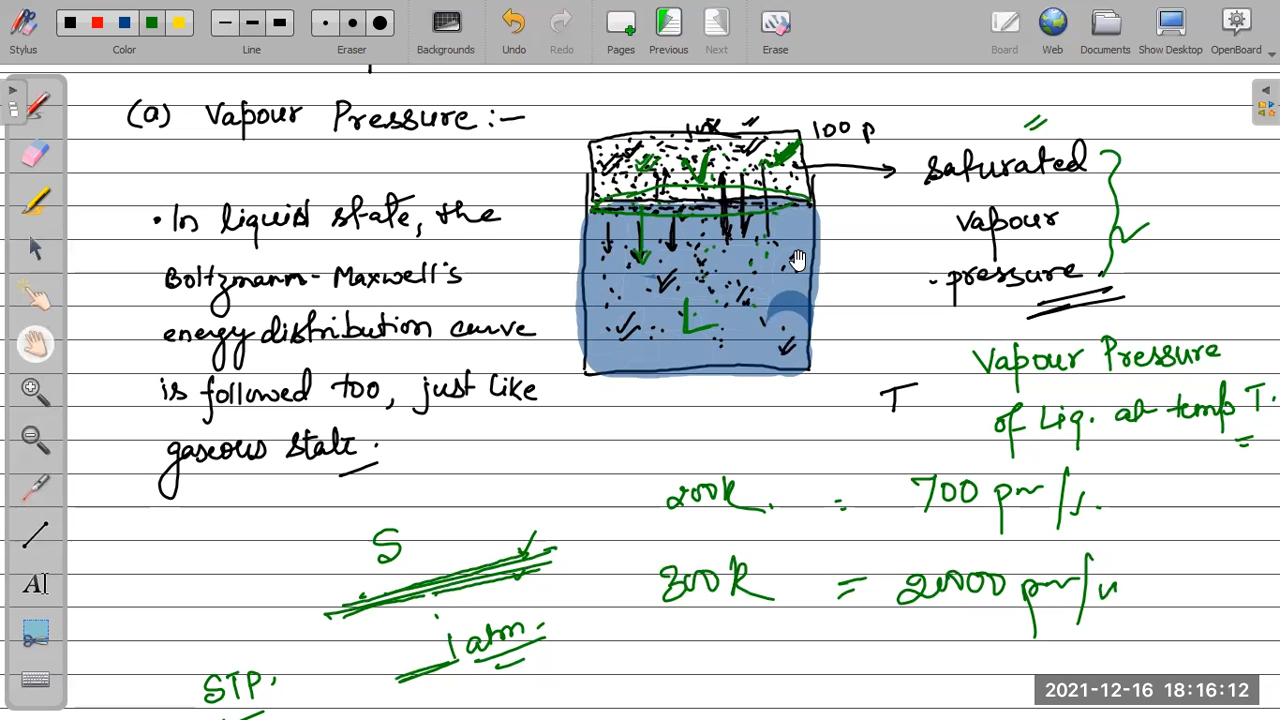 Stylus
Color
Line
Eraser
Backgrounds
Undo
Redo
Pages
Previous
Next
Erase
Board
Web
Documents
Show Desktop
OpenBoard
(a) Vapour Pressure :-
• In liquid state, the
Boltzmann-Maxwell's
energy distribution curve
is followed too, just like
gaseous state.
100 p
Saturated
vapour
pressure
L
T
Vapour Pressure
of Liq. at temp T.
200k = 700 pm/s.
300k =
S
1 atm.
STP.
2021-12-16 18:16:12